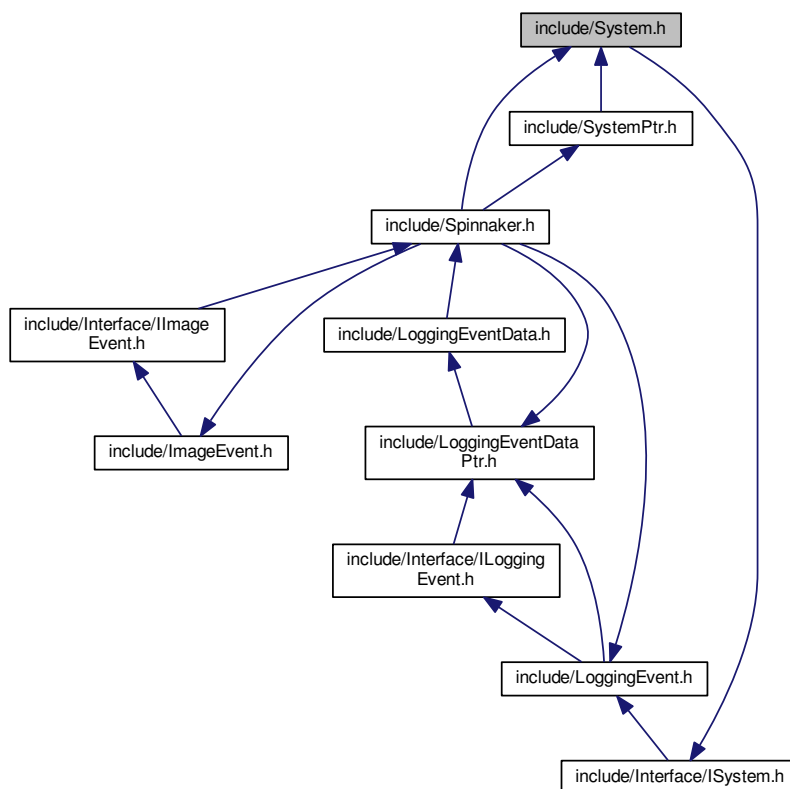 include/System.h
include/SystemPtr.h
include/Spinnaker.h
include/Interface/IImage
Event.h
include/LoggingEventData.h
include/ImageEvent.h
include/LoggingEventData
Ptr.h
include/Interface/ILogging
Event.h
include/LoggingEvent.h
include/Interface/ISystem.h